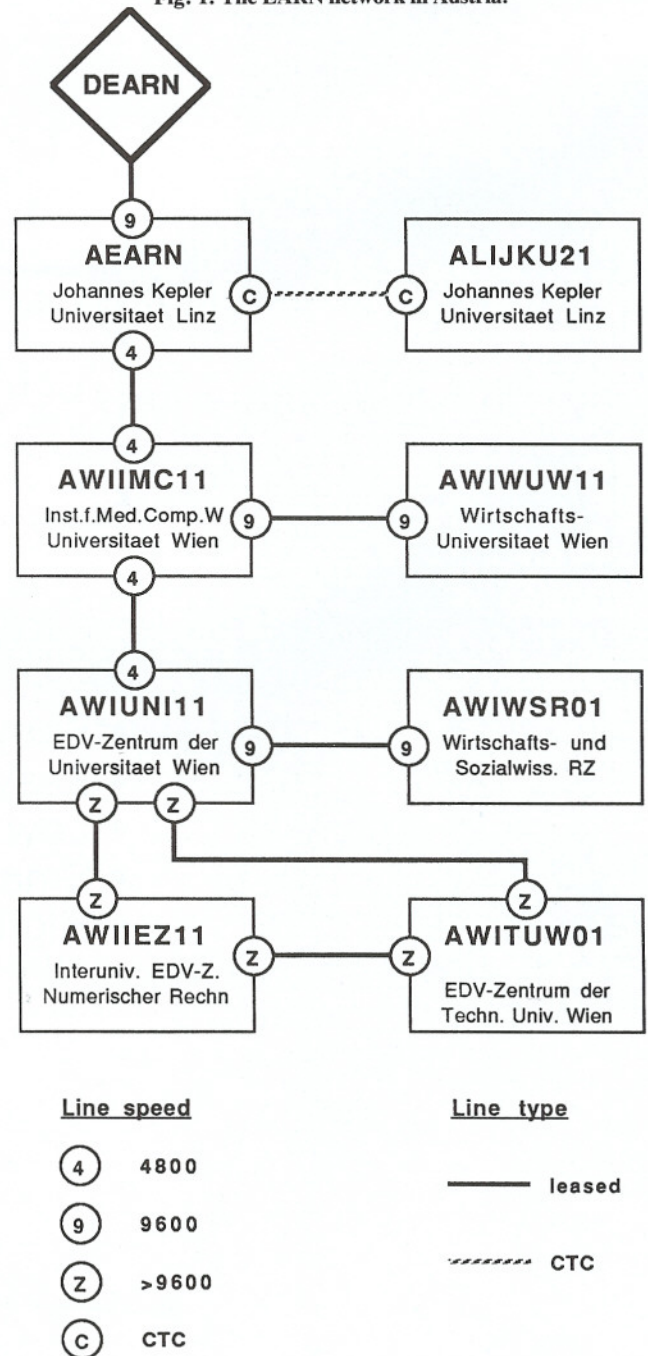 Fig. 1. The EARN network in Austria.
DEARN
9
AEARN
Johannes Kepler
Universitaet Linz
C
C
ALIJKU21
Johannes Kepler
Universitaet Linz
4
4
AWIIMC11
Inst.f.Med.Comp.W
Universitaet Wien
9
9
AWIWUW11
Wirtschafts-
Universitaet Wien
4
4
AWIUNI11
EDV-Zentrum der
Universitaet Wien
9
9
AWIWSR01
Wirtschafts- und
Sozialwiss. RZ
Z
Z
Z
AWIIEZ11
Interuniv. EDV-Z.
Numerischer Rechn
Z
Z
Z
AWITUW01
EDV-Zentrum der
Techn. Univ. Wien
Line speed
4 4800
9 9600
Z >9600
C CTC
Line type
leased
CTC